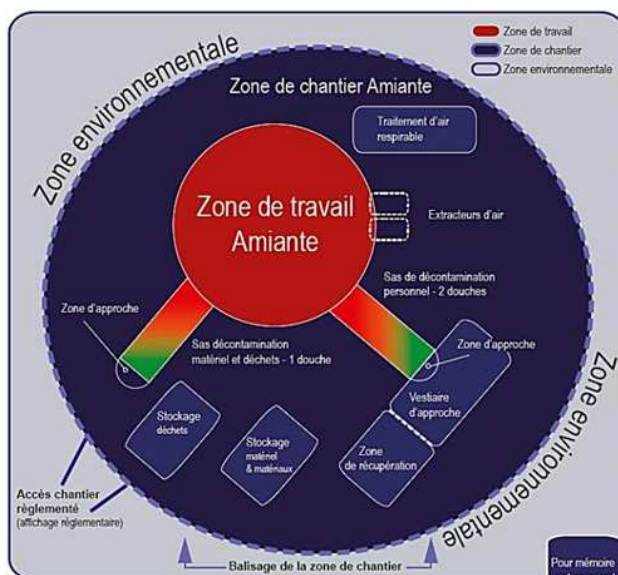 Zone de travail
Zone de chantier
Zone environnementale
Zone environnementale
Zone de chantier Amiante
Traitement d'air
respirable
Zone de travail
Amiante
Extracteurs d'air
Sas de décontamination
personnel - 2 douches
Zone d'approche
Sas décontamination
matériel et déchets - 1 douche
Zone d'approche
Vestiaire
d'approche
Stockage
déchets
Stockage
matériel
& matériaux
Zone
de récupération
Zone environnementale
Accès chantier
règlementé
(affichage règlementaire)
Balisage de la zone de chantier
Pour mémoire